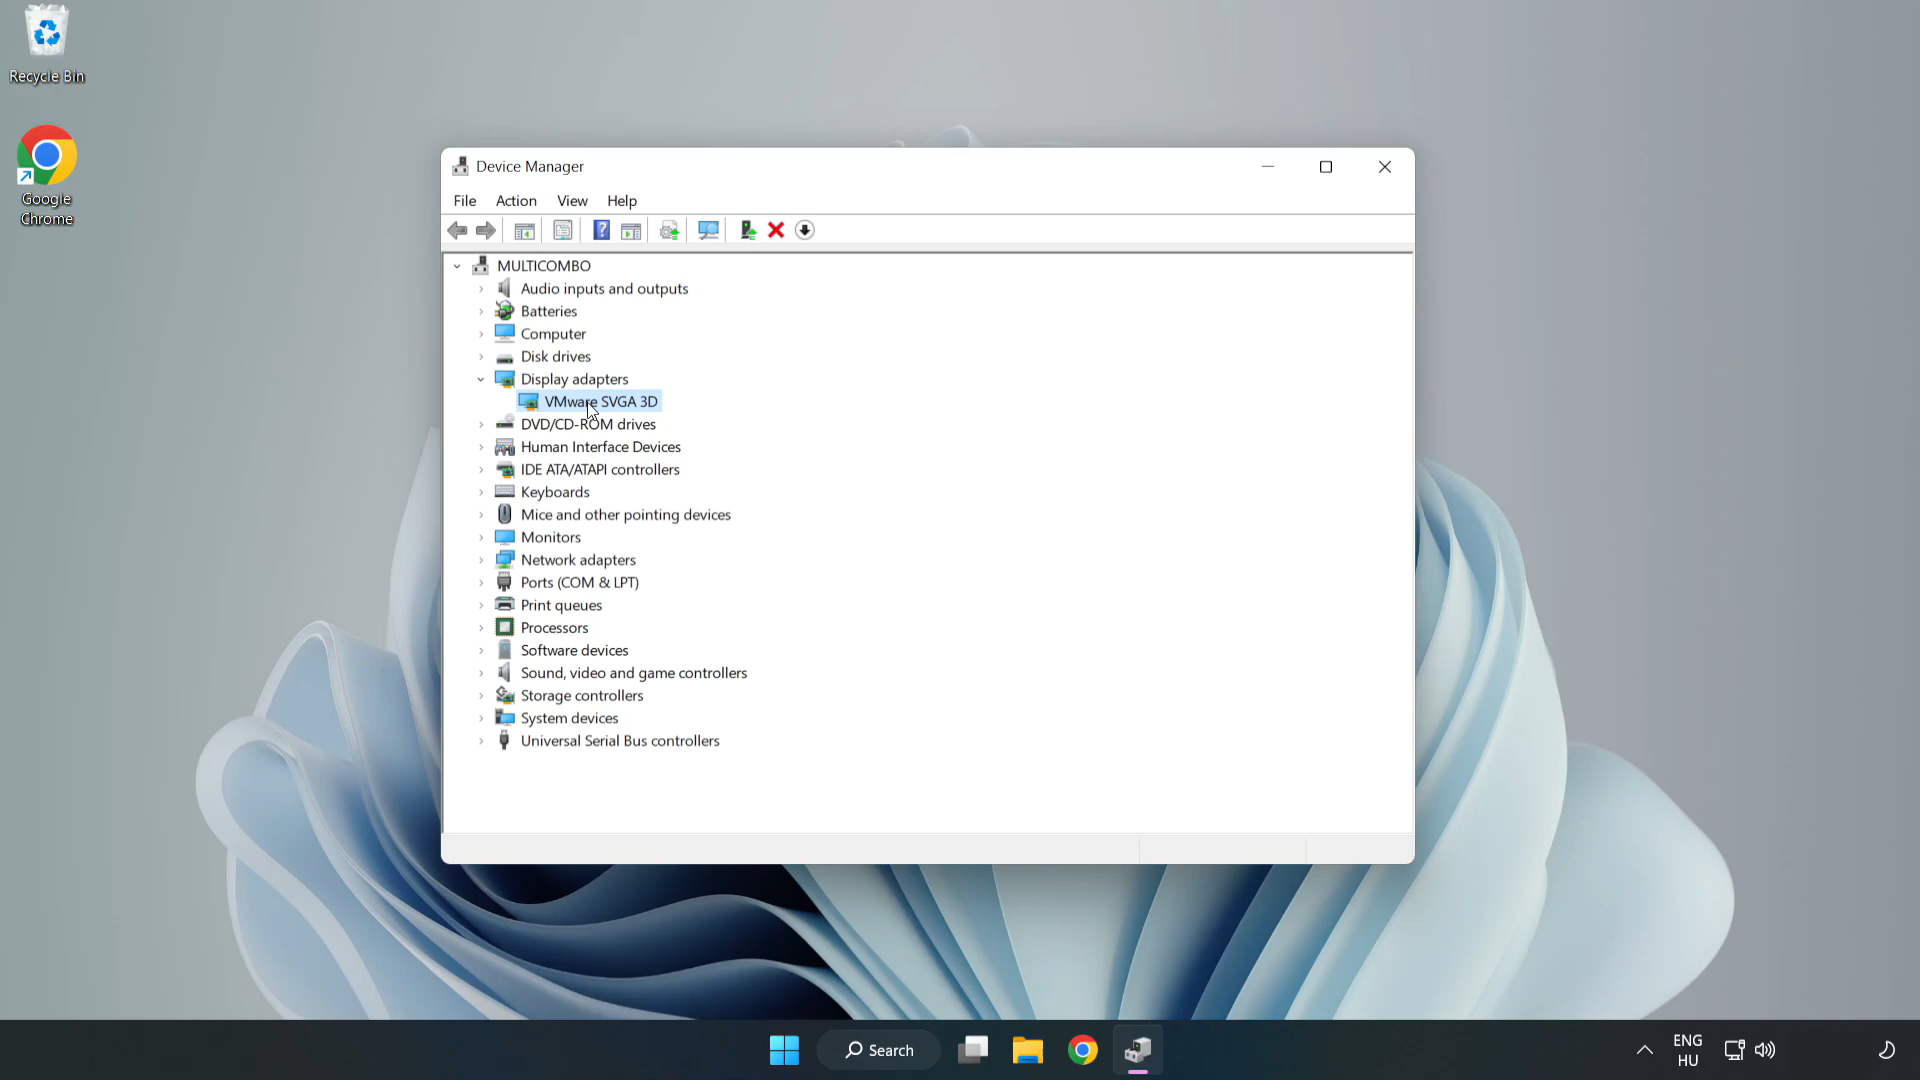 Recycle Bin
Google
Chrome
Device Manager
File Action View Help
MULTICOMBO
Audio inputs and outputs
Batteries
Computer
Disk drives
Display adapters
VMware SVGA 3D
DVD/CD-ROM drives
Human Interface Devices
IDE ATA/ATAPI controllers
Keyboards
Mice and other pointing devices
Monitors
Network adapters
Ports (COM & LPT)
Print queues
Processors
Software devices
Sound, video and game controllers
Storage controllers
System devices
Universal Serial Bus controllers
Search
ENG
HU